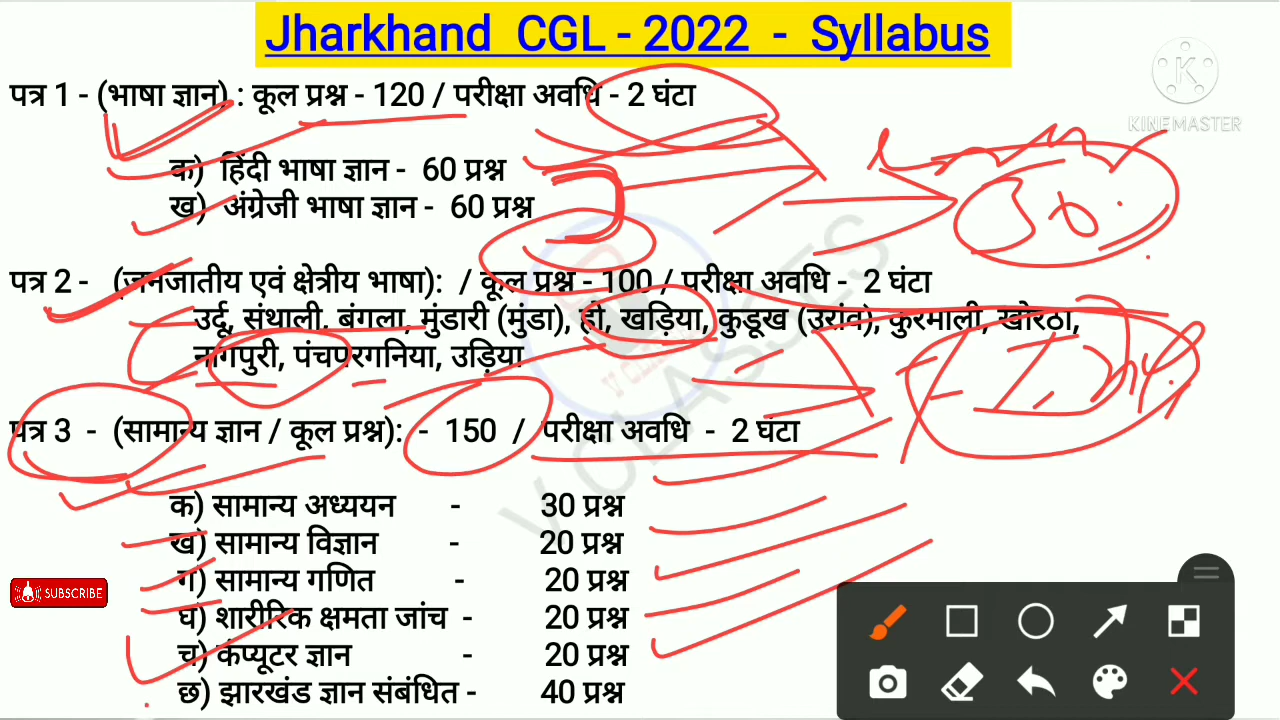 Jharkhand CGL - 2022 - Syllabus
पत्र 1 - (भाषा ज्ञान) : कूल प्रश्न - 120 / परीक्षा अवधि - 2 घंटा
KINEMASTER
क) हिंदी भाषा ज्ञान - 60 प्रश्न
ख) अंग्रेजी भाषा ज्ञान - 60 प्रश्न
पत्र 2 - (जनजातीय एवं क्षेत्रीय भाषा): / कूल प्रश्न - 100 / परीक्षा अवधि - 2 घंटा
उर्दू, संथाली, बंगला, मुंडारी (मुंडा), हो, खड़िया, कुडूख (उरांव), कुरमाली, खोरठा,
नागपुरी, पंचपरगनिया, उड़िया
पत्र 3 - (सामान्य ज्ञान / कूल प्रश्न): - 150 / परीक्षा अवधि - 2 घंटा
V CLASSES
क) सामान्य अध्ययन - 30 प्रश्न
ख) सामान्य विज्ञान - 20 प्रश्न
ग) सामान्य गणित - 20 प्रश्न
SUBSCRIBE
घ) शारीरिक क्षमता जांच - 20 प्रश्न
च) कंप्यूटर ज्ञान - 20 प्रश्न
छ) झारखंड ज्ञान संबंधित - 40 प्रश्न